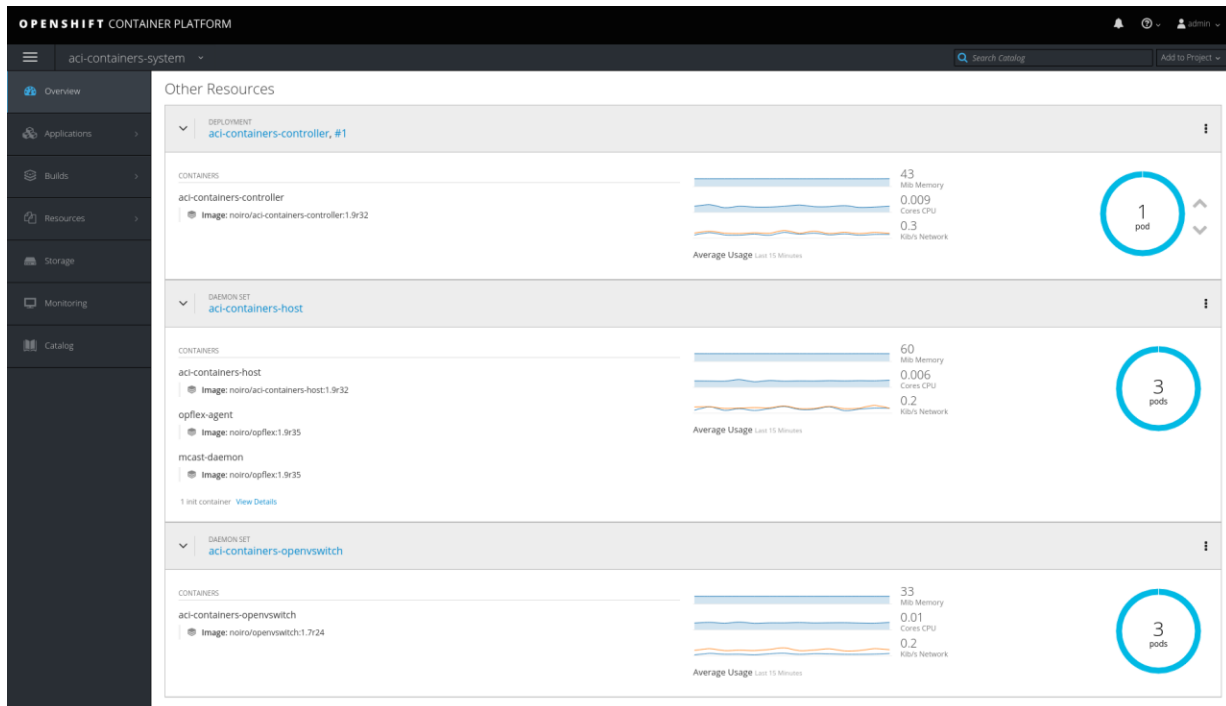 OPENSHIFT CONTAINER PLATFORM
admin
aci-containers-system
Search Catalog
Add to Project
Overview
Applications
Builds
Resources
Storage
Monitoring
Catalog
Other Resources
DEPLOYMENT
aci-containers-controller, #1
CONTAINERS
aci-containers-controller
Image: noiro/aci-containers-controller:1.9r32
43
Mib Memory
0.009
Cores CPU
0.3
Kib/s Network
Average Usage Last 15 Minutes
1
pod
DAEMON SET
aci-containers-host
CONTAINERS
aci-containers-host
Image: noiro/aci-containers-host:1.9r32
opflex-agent
Image: noiro/opflex:1.9r35
mcast-daemon
Image: noiro/opflex:1.9r35
1 init container View Details
60
Mib Memory
0.006
Cores CPU
0.2
Kib/s Network
Average Usage Last 15 Minutes
3
pods
DAEMON SET
aci-containers-openvswitch
CONTAINERS
aci-containers-openvswitch
Image: noiro/openvswitch:1.7r24
33
Mib Memory
0.01
Cores CPU
0.2
Kib/s Network
Average Usage Last 15 Minutes
3
pods